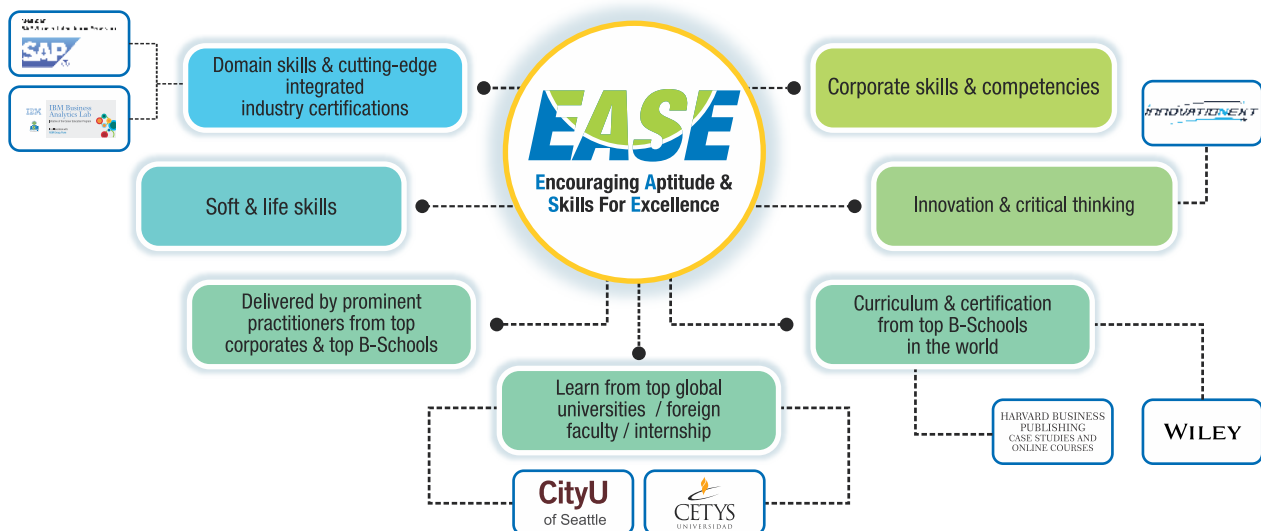 SAP
IBM
IBM Business
Analytics Lab
Domain skills & cutting-edge
integrated
industry certifications
EASE
Encouraging Aptitude &
Skills For Excellence
Corporate skills & competencies
INNOVATIONEXT
Soft & life skills
Innovation & critical thinking
Delivered by prominent
practitioners from top
corporates & top B-Schools
Curriculum & certification
from top B-Schools
in the world
Learn from top global
universities / foreign
faculty / internship
HARVARD BUSINESS
PUBLISHING
CASE STUDIES AND
ONLINE COURSES
WILEY
CityU
of Seattle
CETYS
UNIVERSIDAD